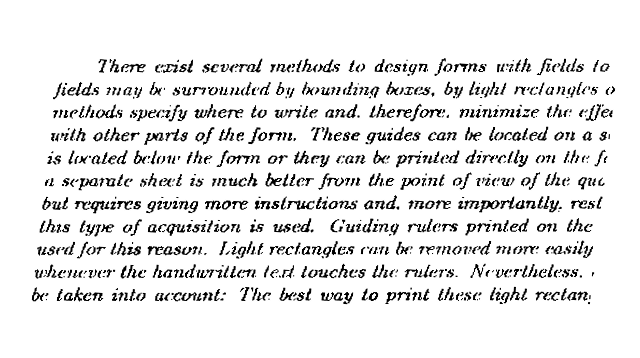 There exist several methods to design forms with fields to
fields may be surrounded by bounding boxes, by light rectangles o
methods specify where to write and, therefore, minimize the effe
with other parts of the form. These guides can be located on a s
is located below the form or they can be printed directly on the f
a separate sheet is much better from the point of view of the qua
but requires giving more instructions and, more importantly, rest
this type of acquisition is used. Guiding rulers printed on the
used for this reason. Light rectangles can be removed more easily
whenever the handwritten text touches the rulers. Nevertheless,
be taken into account: The best way to print these light rectan